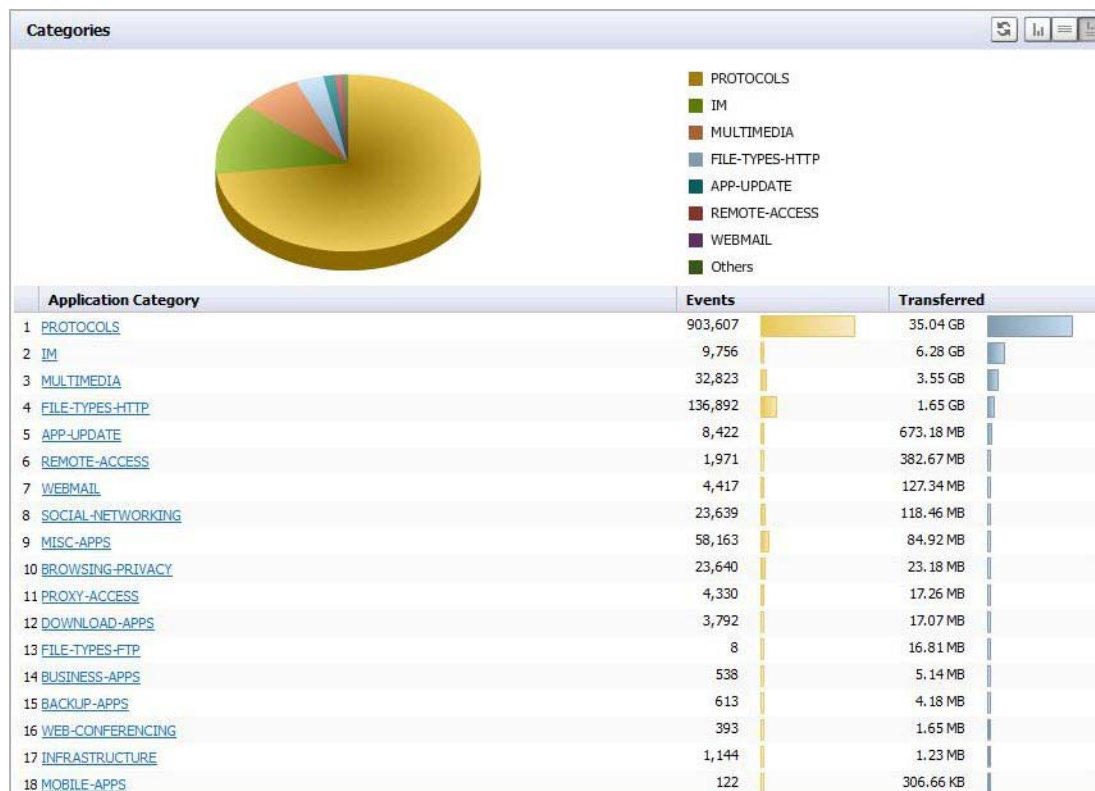 Categories
PROTOCOLS
IM
MULTIMEDIA
FILE-TYPES-HTTP
APP-UPDATE
REMOTE-ACCESS
WEBMAIL
Others
Application Category Events Transferred
1 PROTOCOLS 903,607 35.04 GB
2 IM 9,756 6.28 GB
3 MULTIMEDIA 32,823 3.55 GB
4 FILE-TYPES-HTTP 136,892 1.65 GB
5 APP-UPDATE 8,422 673.18 MB
6 REMOTE-ACCESS 1,971 382.67 MB
7 WEBMAIL 4,417 127.34 MB
8 SOCIAL-NETWORKING 23,639 118.46 MB
9 MISC-APPS 58,163 84.92 MB
10 BROWSING-PRIVACY 23,640 23.18 MB
11 PROXY-ACCESS 4,330 17.26 MB
12 DOWNLOAD-APPS 3,792 17.07 MB
13 FILE-TYPES-FTP 8 16.81 MB
14 BUSINESS-APPS 538 5.14 MB
15 BACKUP-APPS 613 4.18 MB
16 WEB-CONFERENCING 393 1.65 MB
17 INFRASTRUCTURE 1,144 1.23 MB
18 MOBILE-APPS 122 306.66 KB